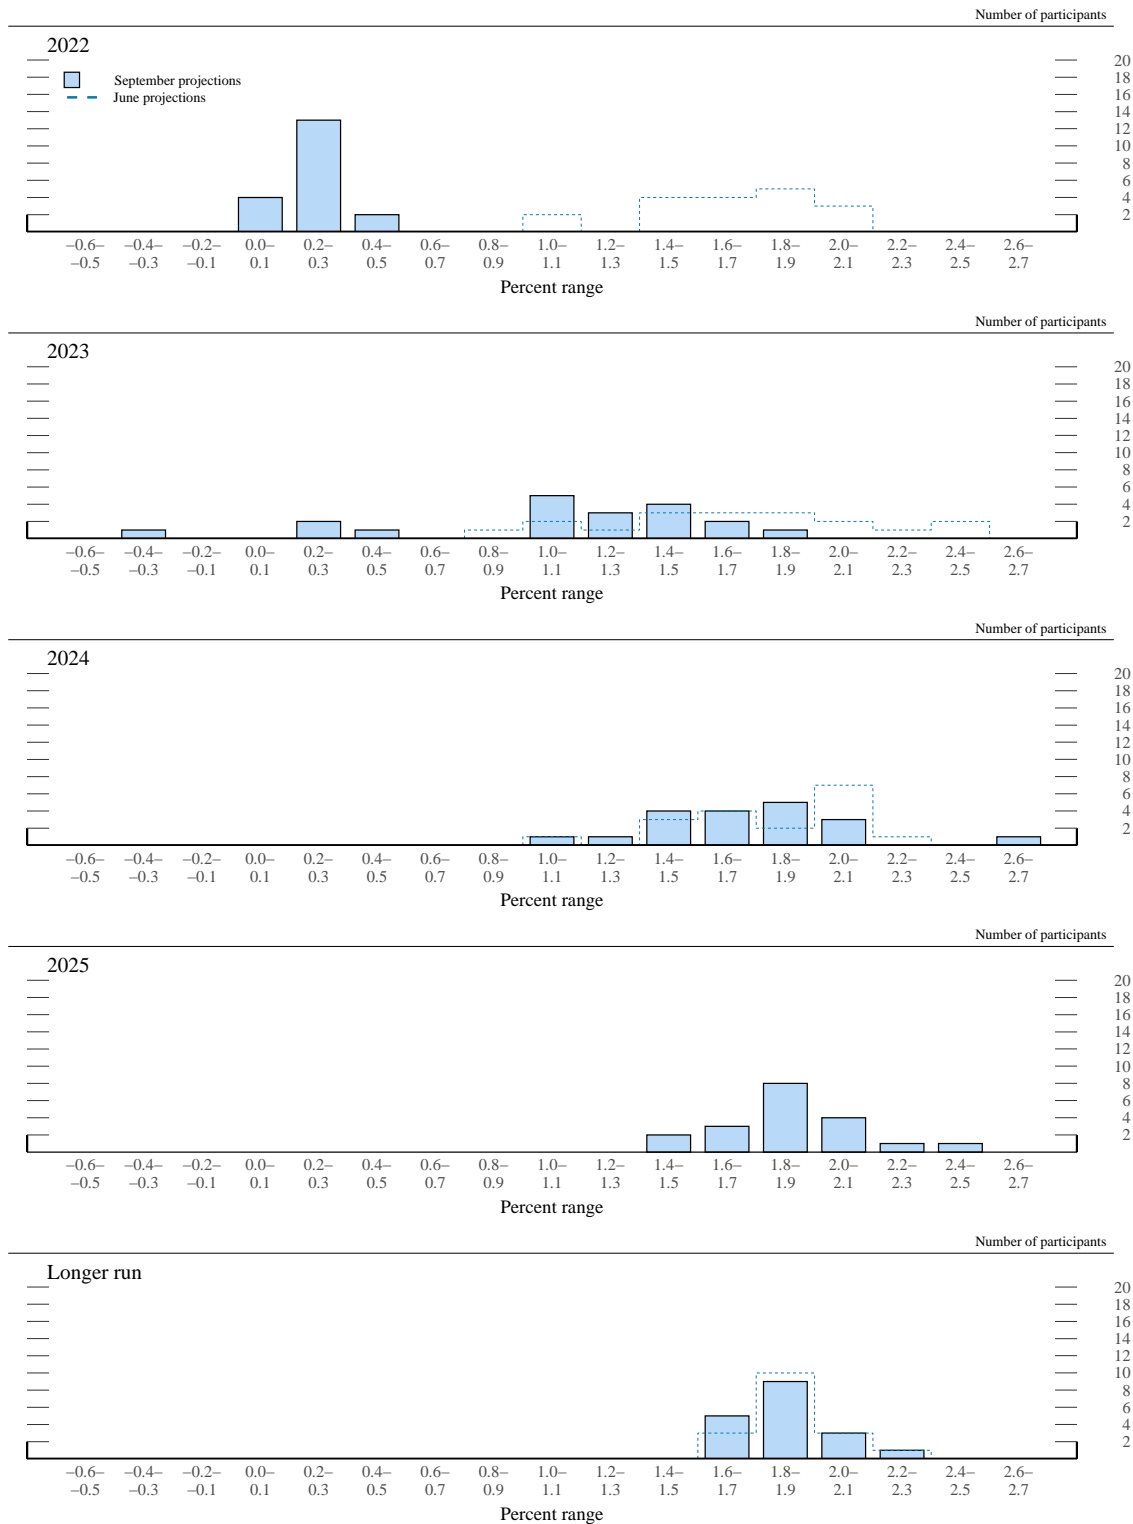 Number of participants
2022
September projections
June projections
20
18
16
14
12
10
8
6
4
2
−0.6− −0.4− −0.2− 0.0− 0.2− 0.4− 0.6− 0.8− 1.0− 1.2− 1.4− 1.6− 1.8− 2.0− 2.2− 2.4− 2.6−
−0.5 −0.3 −0.1 0.1 0.3 0.5 0.7 0.9 1.1 1.3 1.5 1.7 1.9 2.1 2.3 2.5 2.7
Percent range
Number of participants
2023
20
18
16
14
12
10
8
6
4
2
−0.6− −0.4− −0.2− 0.0− 0.2− 0.4− 0.6− 0.8− 1.0− 1.2− 1.4− 1.6− 1.8− 2.0− 2.2− 2.4− 2.6−
−0.5 −0.3 −0.1 0.1 0.3 0.5 0.7 0.9 1.1 1.3 1.5 1.7 1.9 2.1 2.3 2.5 2.7
Percent range
Number of participants
2024
20
18
16
14
12
10
8
6
4
2
−0.6− −0.4− −0.2− 0.0− 0.2− 0.4− 0.6− 0.8− 1.0− 1.2− 1.4− 1.6− 1.8− 2.0− 2.2− 2.4− 2.6−
−0.5 −0.3 −0.1 0.1 0.3 0.5 0.7 0.9 1.1 1.3 1.5 1.7 1.9 2.1 2.3 2.5 2.7
Percent range
Number of participants
2025
20
18
16
14
12
10
8
6
4
2
−0.6− −0.4− −0.2− 0.0− 0.2− 0.4− 0.6− 0.8− 1.0− 1.2− 1.4− 1.6− 1.8− 2.0− 2.2− 2.4− 2.6−
−0.5 −0.3 −0.1 0.1 0.3 0.5 0.7 0.9 1.1 1.3 1.5 1.7 1.9 2.1 2.3 2.5 2.7
Percent range
Number of participants
Longer run
20
18
16
14
12
10
8
6
4
2
−0.6− −0.4− −0.2− 0.0− 0.2− 0.4− 0.6− 0.8− 1.0− 1.2− 1.4− 1.6− 1.8− 2.0− 2.2− 2.4− 2.6−
−0.5 −0.3 −0.1 0.1 0.3 0.5 0.7 0.9 1.1 1.3 1.5 1.7 1.9 2.1 2.3 2.5 2.7
Percent range